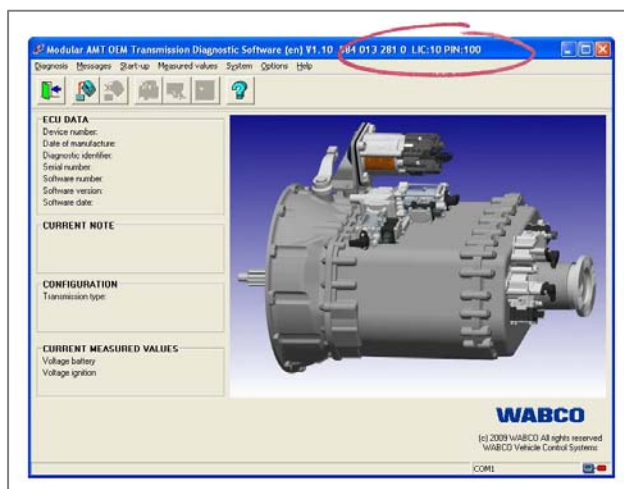 Modular AMT OEM Transmission Diagnostic Software (en) V1.10 884 013 281 0 LIC:10 PIN:100
Diagnosis Messages Start-up Measured values System Options Help
ECU DATA
Device number:
Date of manufacture:
Diagnostic identifier:
Serial number:
Software number:
Software version:
Software date:
CURRENT NOTE
CONFIGURATION
Transmission type:
CURRENT MEASURED VALUES
Voltage battery
Voltage ignition
WABCO
(c) 2009 WABCO All rights reserved
WABCO Vehicle Control Systems
COM1